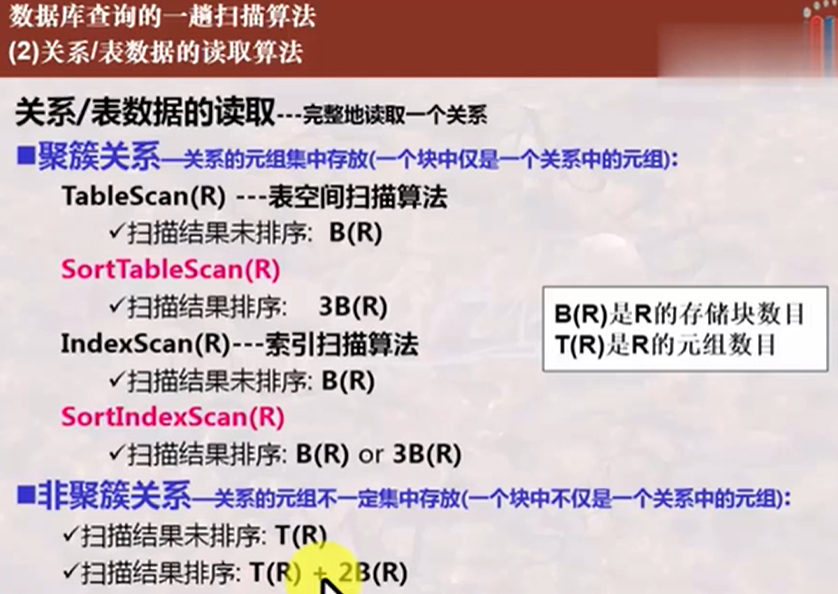 数据库查询的一趟扫描算法
(2)关系/表数据的读取算法
关系/表数据的读取---完整地读取一个关系
■聚簇关系—关系的元组集中存放(一个块中仅是一个关系中的元组):
TableScan(R) ---表空间扫描算法
✓扫描结果未排序: B(R)
SortTableScan(R)
✓扫描结果排序: 3B(R)
IndexScan(R)---索引扫描算法
✓扫描结果未排序: B(R)
SortIndexScan(R)
✓扫描结果排序: B(R) or 3B(R)
B(R)是R的存储块数目
T(R)是R的元组数目
■非聚簇关系—关系的元组不一定集中存放(一个块中不仅是一个关系中的元组):
✓扫描结果未排序: T(R)
✓扫描结果排序: T(R) + 2B(R)